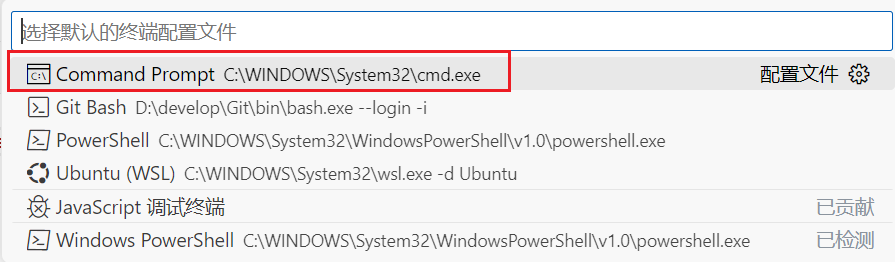 选择默认的终端配置文件
Command Prompt C:\WINDOWS\System32\cmd.exe 配置文件
Git Bash D:\develop\Git\bin\bash.exe --login -i
PowerShell C:\WINDOWS\System32\WindowsPowerShell\v1.0\powershell.exe
Ubuntu (WSL) C:\WINDOWS\System32\wsl.exe -d Ubuntu
JavaScript 调试终端 已贡献
Windows PowerShell C:\WINDOWS\System32\WindowsPowerShell\v1.0\powershell.exe 已检测